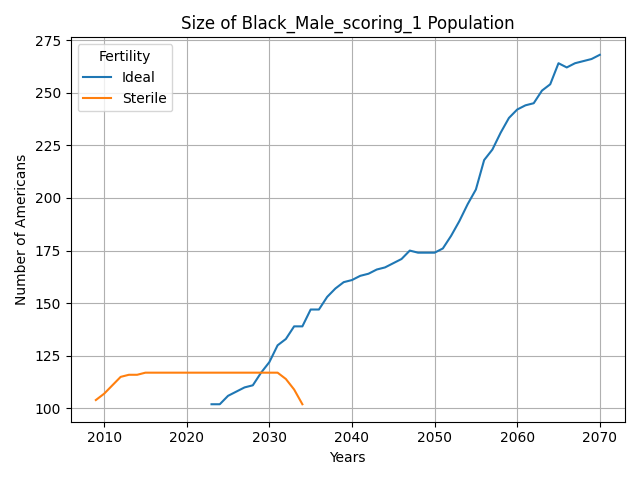 Size of Black_Male_scoring_1 Population
275
250
225
200
175
150
125
100
Number of Americans
Fertility
Ideal
Sterile
2010 2020 2030 2040 2050 2060 2070
Years